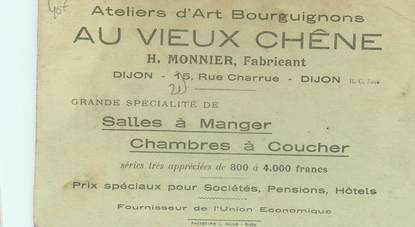 Ateliers d'Art Bourguignons
AU VIEUX CHÊNE
H. MONNIER, Fabricant
DIJON - 15, Rue Charrue - DIJON
GRANDE SPÉCIALITÉ DE
Salles à Manger
Chambres à Coucher
séries très appréciées de 800 à 4.000 francs
Prix spéciaux pour Sociétés, Pensions, Hôtels
Fournisseur de l'Union Economique